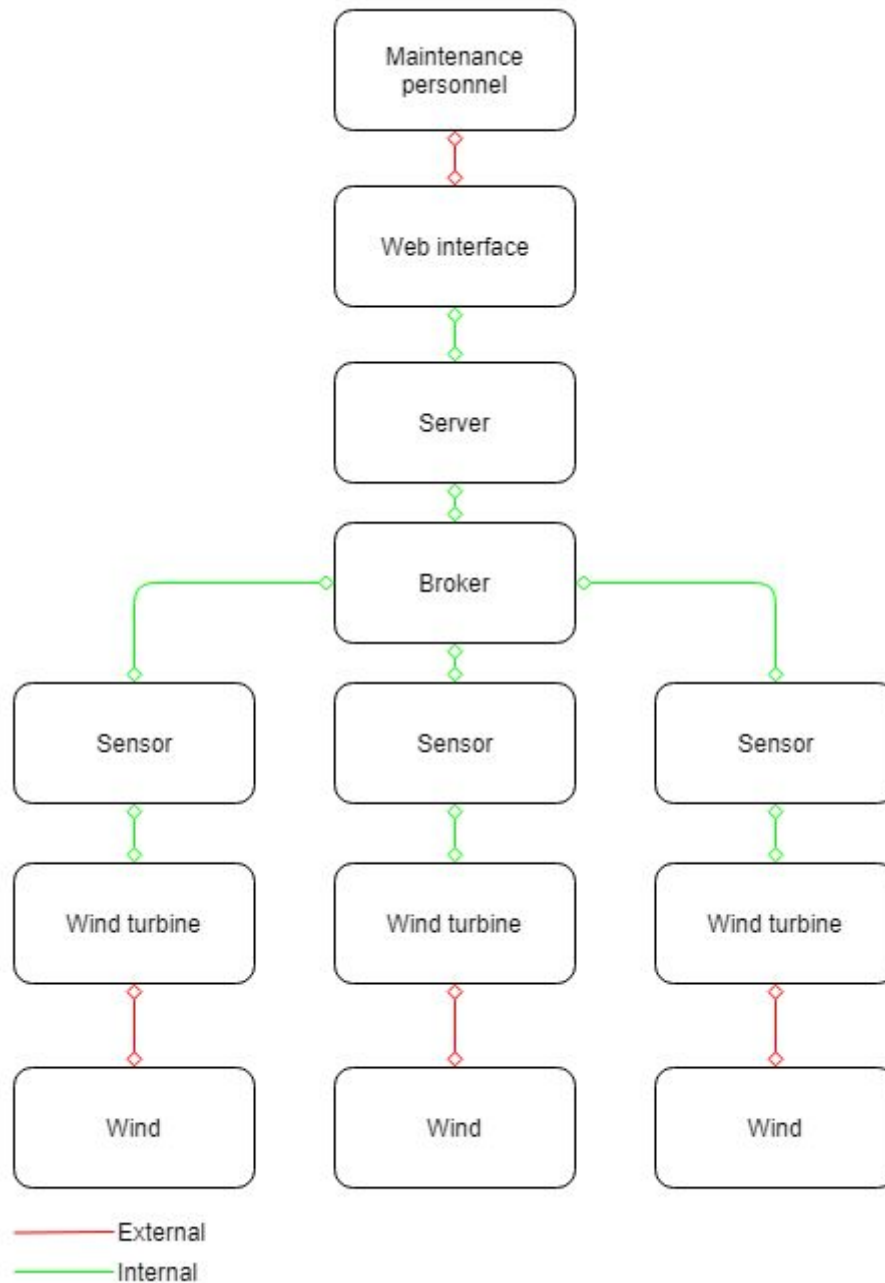 Maintenance
personnel
Web interface
Server
Broker
Sensor
Sensor
Sensor
Wind turbine
Wind turbine
Wind turbine
Wind
Wind
Wind
External
Internal